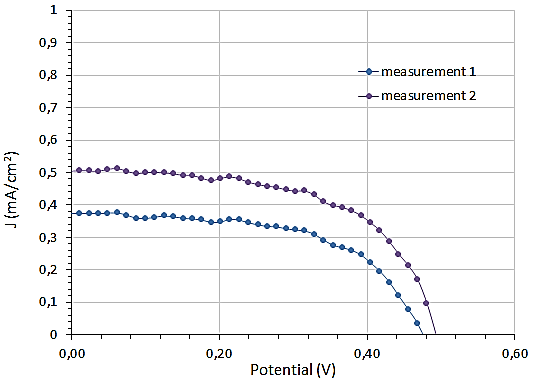 1
0,9
0,8
0,7
0,6
0,5
0,4
0,3
0,2
0,1
0
J (mA/cm²)
measurement 1
measurement 2
0,00 0,20 0,40 0,60
Potential (V)